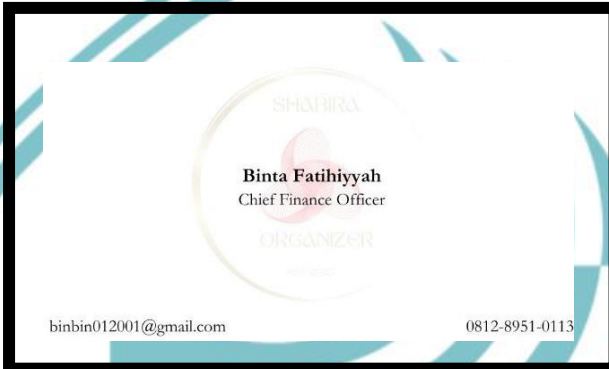 SHABIRA
Binta Fatihiyyah
Chief Finance Officer
ORGANIZER
binbin012001@gmail.com
0812-8951-0113